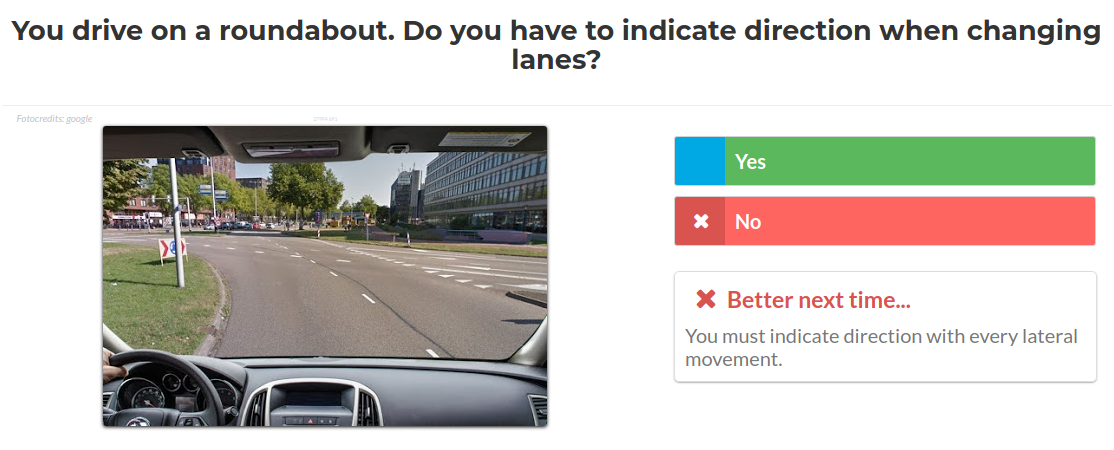 You drive on a roundabout. Do you have to indicate direction when changing
lanes?
Fotocredits: google
Yes
No
Better next time...
You must indicate direction with every lateral
movement.